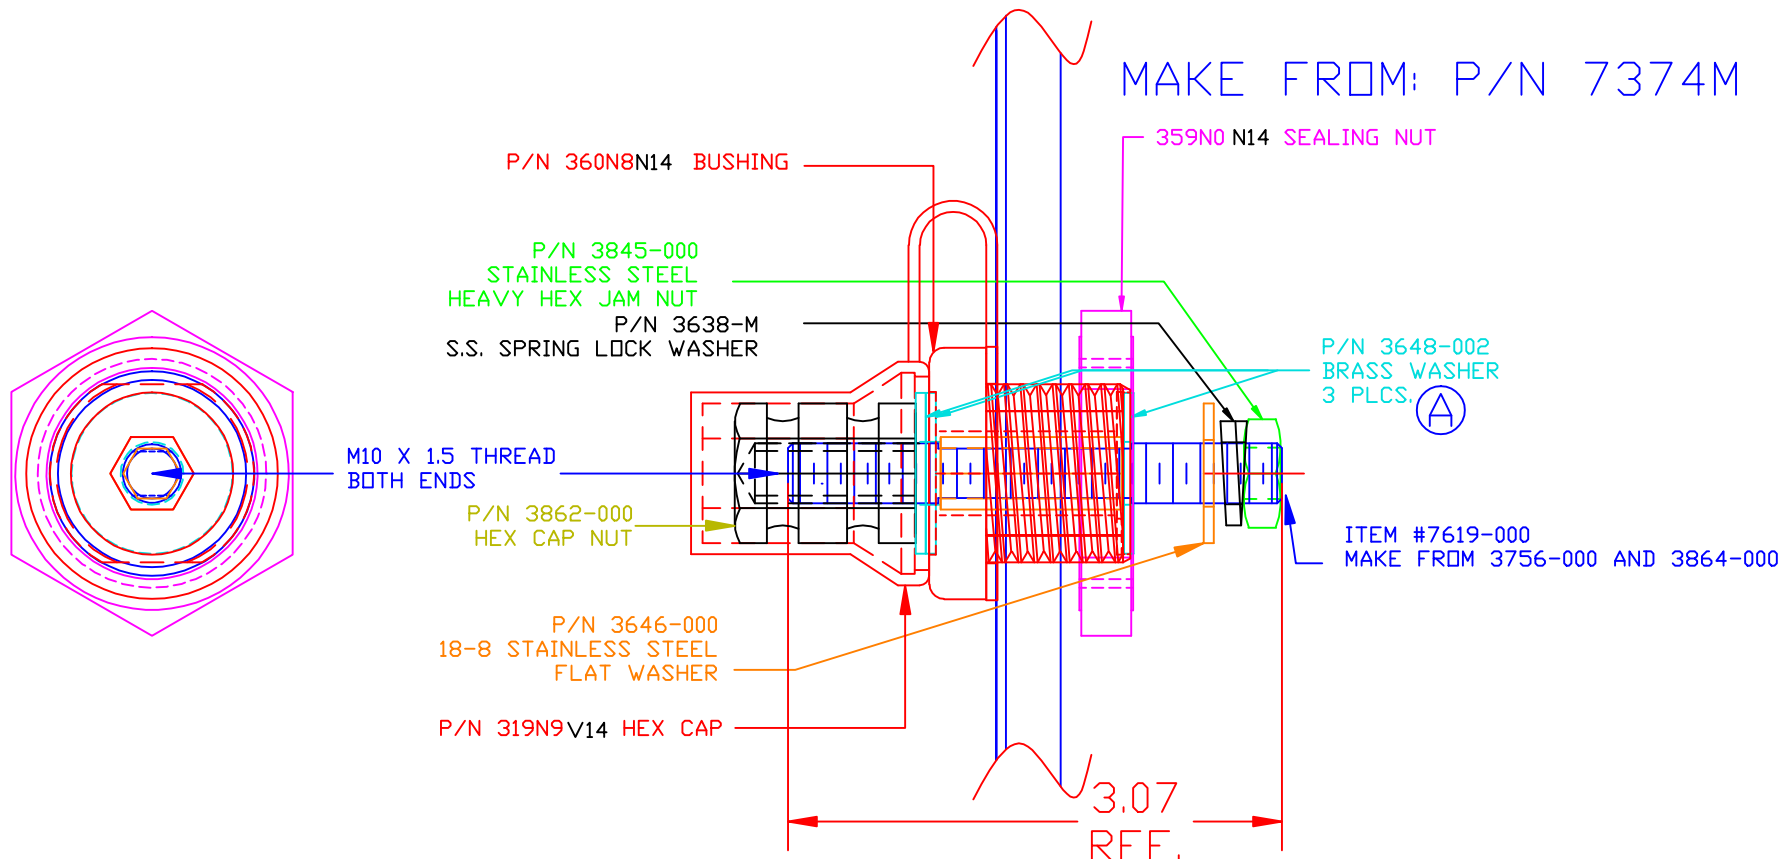 MAKE FROM: P/N 7374M
359N0 N14 SEALING NUT
P/N 360N8N14 BUSHING
P/N 3845-000
STAINLESS STEEL
HEAVY HEX JAM NUT
P/N 3638-M
S.S. SPRING LOCK WASHER
P/N 3648-002
BRASS WASHER
3 PLCS.
A
M10 X 1.5 THREAD
BOTH ENDS
P/N 3862-000
HEX CAP NUT
ITEM #7619-000
MAKE FROM 3756-000 AND 3864-000
P/N 3646-000
18-8 STAINLESS STEEL
FLAT WASHER
P/N 319N9V14 HEX CAP
3.07
REF.